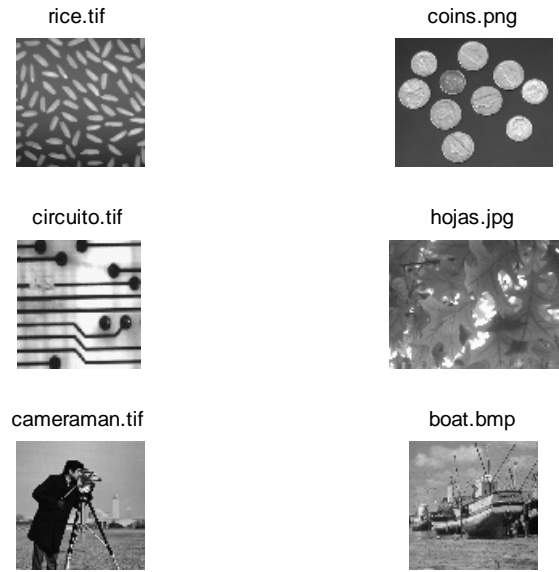 rice.tif
coins.png
circuito.tif
hojas.jpg
cameraman.tif
boat.bmp